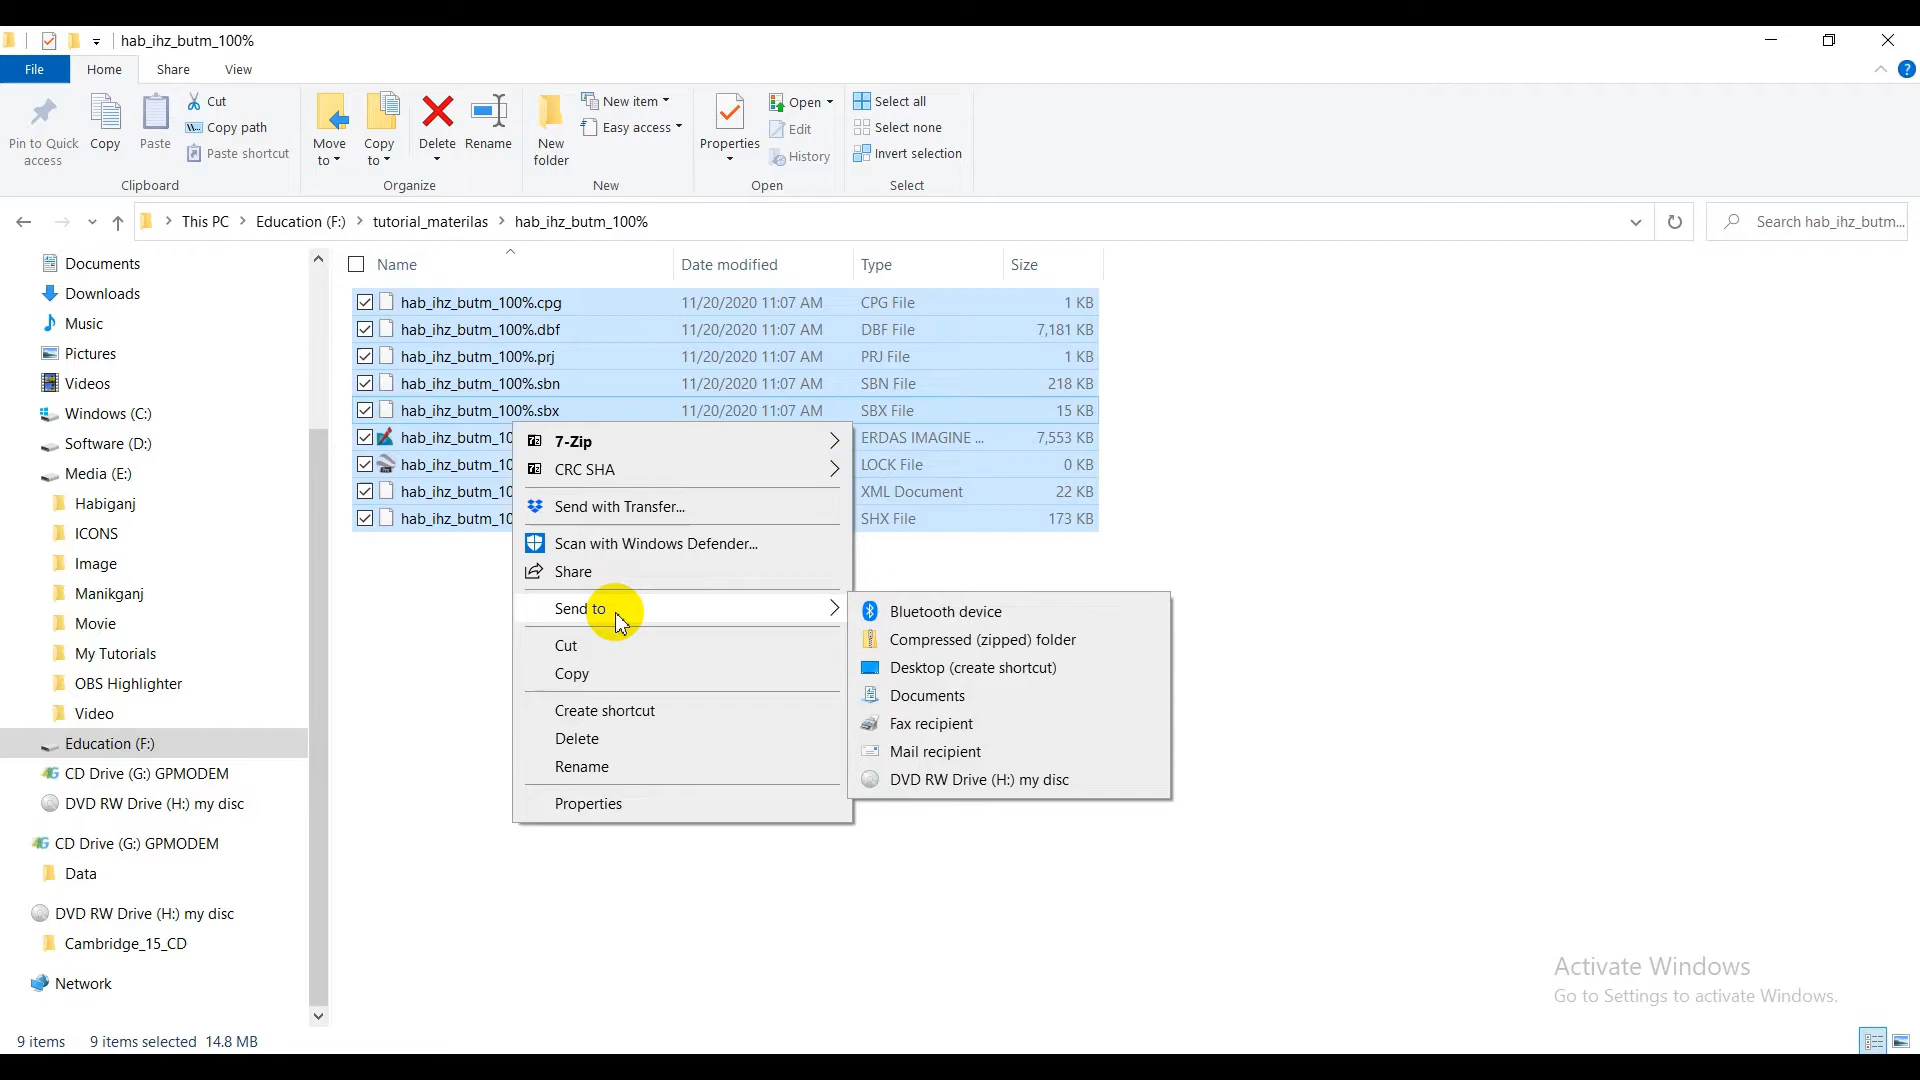 hab_ihz_butm_100%
File Home Share View
Pin to Quick access
Copy
Paste
Cut
Copy path
Paste shortcut
Clipboard
Move to
Copy to
Delete
Rename
Organize
New folder
New item
Easy access
New
Properties
Open
Edit
History
Open
Select all
Select none
Invert selection
Select
This PC > Education (F:) > tutorial_materilas > hab_ihz_butm_100%
Search hab_ihz_butm...
Documents
Downloads
Music
Pictures
Videos
Windows (C:)
Software (D:)
Media (E:)
Habiganj
ICONS
Image
Manikganj
Movie
My Tutorials
OBS Highlighter
Video
Education (F:)
CD Drive (G:) GPMODEM
DVD RW Drive (H:) my disc
CD Drive (G:) GPMODEM
Data
DVD RW Drive (H:) my disc
Cambridge_15_CD
Network
Name Date modified Type Size
hab_ihz_butm_100%.cpg 11/20/2020 11:07 AM CPG File 1 KB
hab_ihz_butm_100%.dbf 11/20/2020 11:07 AM DBF File 7,181 KB
hab_ihz_butm_100%.prj 11/20/2020 11:07 AM PRJ File 1 KB
hab_ihz_butm_100%.sbn 11/20/2020 11:07 AM SBN File 218 KB
hab_ihz_butm_100%.sbx 11/20/2020 11:07 AM SBX File 15 KB
hab_ihz_butm_10 ERDAS IMAGINE ... 7,553 KB
hab_ihz_butm_10 LOCK File 0 KB
hab_ihz_butm_10 XML Document 22 KB
hab_ihz_butm_10 SHX File 173 KB
7-Zip
CRC SHA
Send with Transfer...
Scan with Windows Defender...
Share
Send to
Cut
Copy
Create shortcut
Delete
Rename
Properties
Bluetooth device
Compressed (zipped) folder
Desktop (create shortcut)
Documents
Fax recipient
Mail recipient
DVD RW Drive (H:) my disc
Activate Windows
Go to Settings to activate Windows.
9 items 9 items selected 14.8 MB